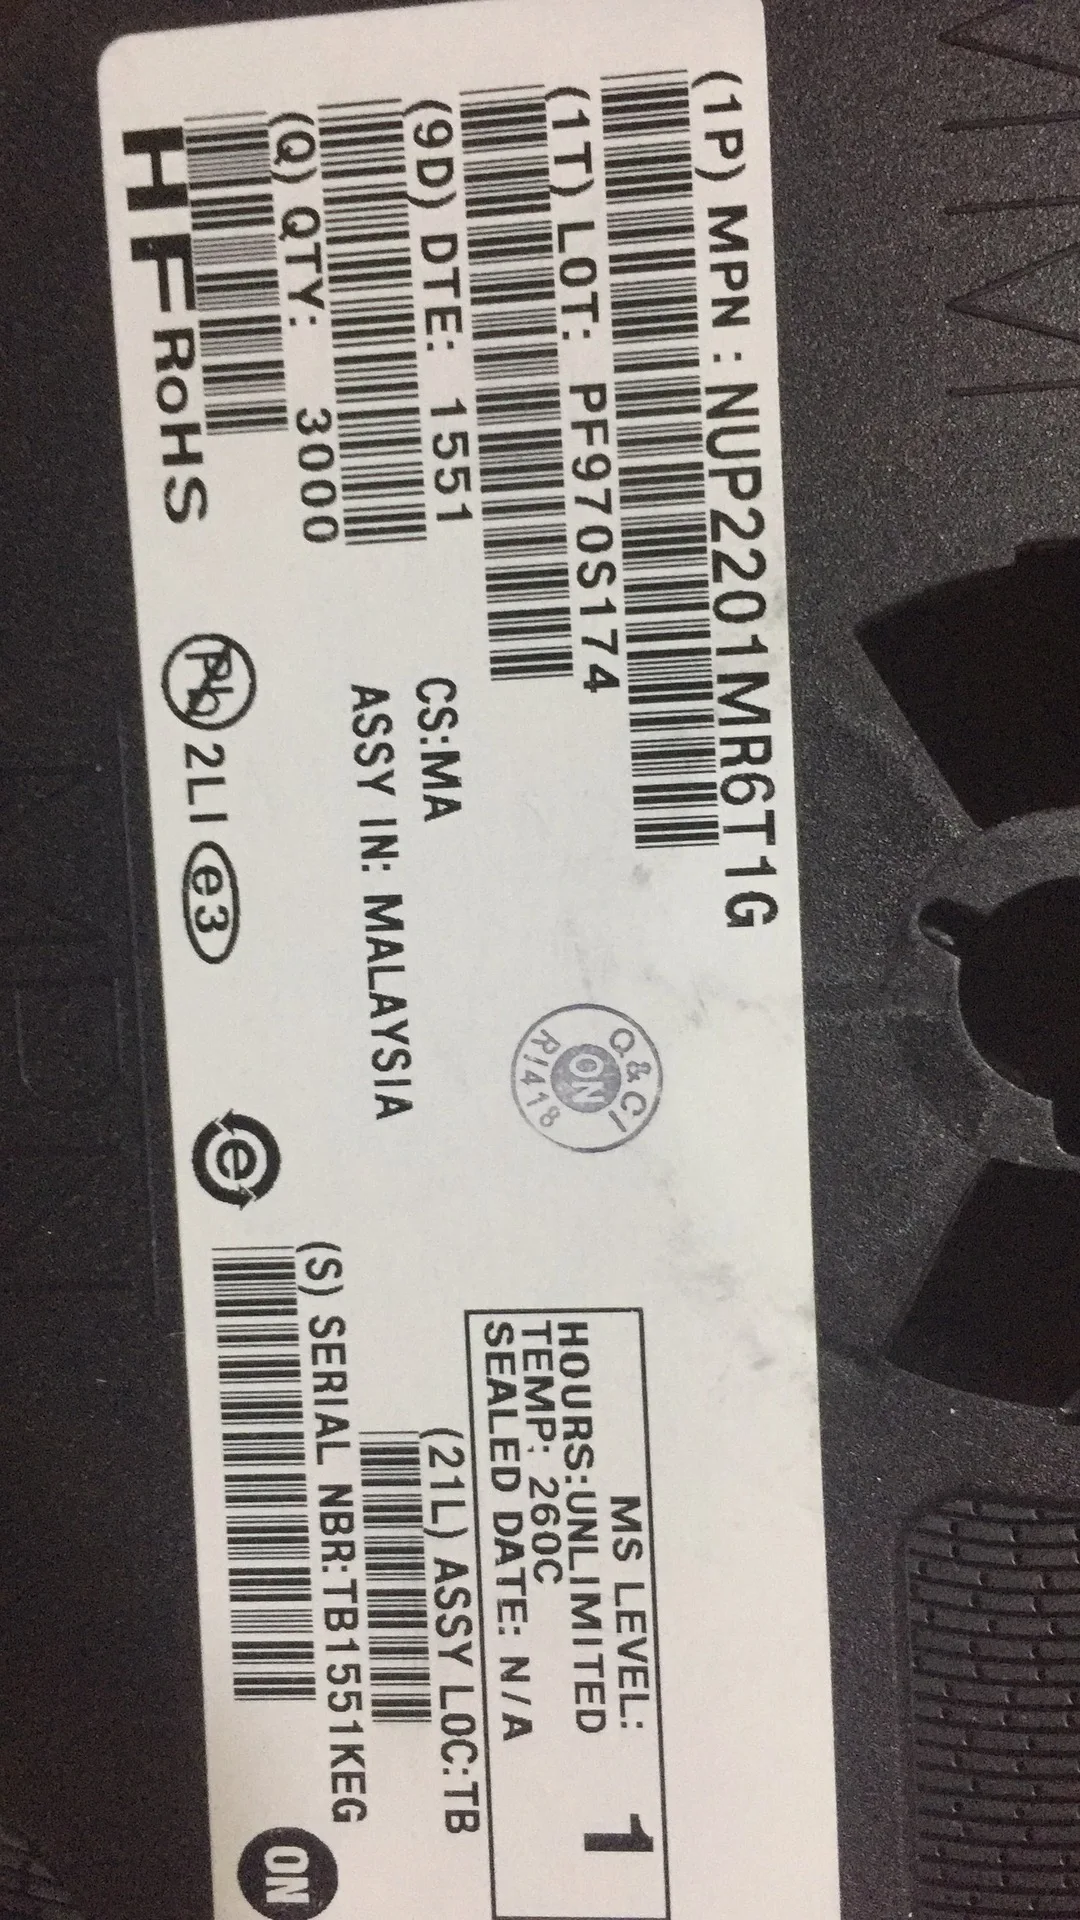 (1P) MPN : NUP2201MR6T1G
(1T) LOT: PF970S174
(9D) DTE: 1551
(Q) QTY: 3000
HF RoHS
CS:MA
ASSY IN: MALAYSIA
Pb 2LI e3
e
Q&CI
ON
MS LEVEL: 1
HOURS:UNLIMITED
TEMP: 260C
SEALED DATE: N/A
(21L) ASSY LOC:TB
(S) SERIAL NBR:TB1551KEG
ON